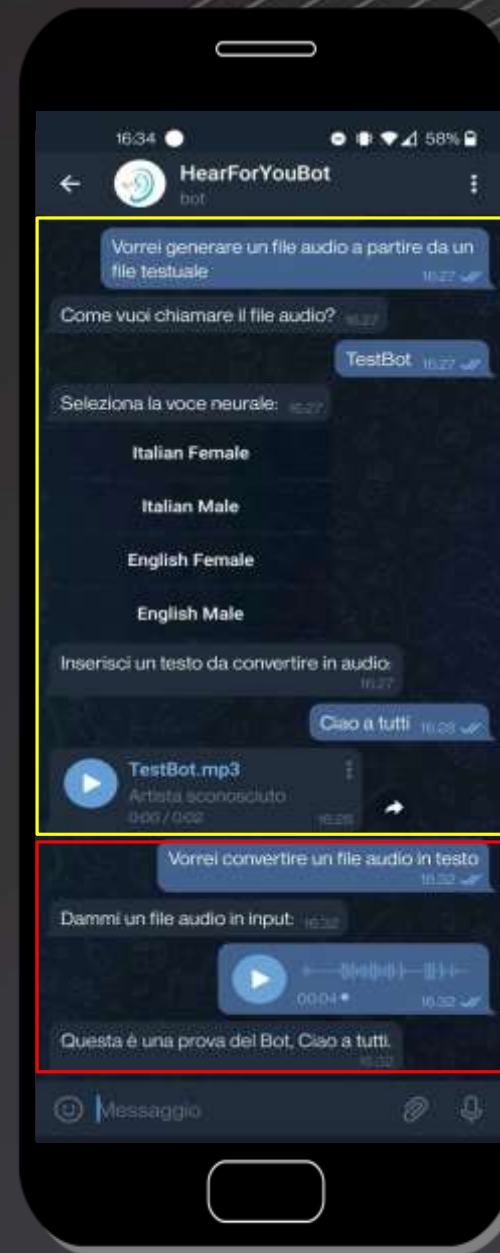 16:34
58%
HearForYouBot
bot
Vorrei generare un file audio a partire da un
file testuale
16:27
Come vuoi chiamare il file audio?
16:27
TestBot
16:27
Seleziona la voce neurale:
16:27
Italian Female
Italian Male
English Female
English Male
Inserisci un testo da convertire in audio:
16:27
Ciao a tutti
16:28
TestBot.mp3
Artista sconosciuto
0:00 / 0:02
16:28
Vorrei convertire un file audio in testo
16:32
Dammi un file audio in input:
16:32
00:04
16:32
Questa è una prova del Bot, Ciao a tutti.
16:32
Messaggio